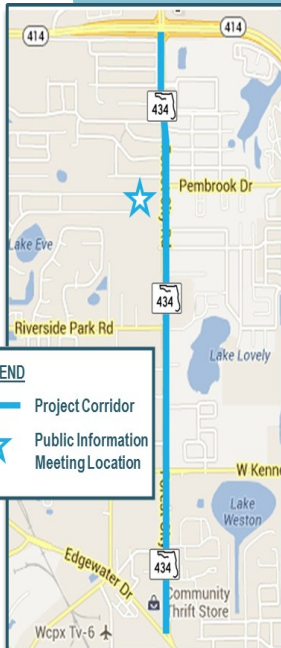 414
414
434
Pembrook Dr
Lake Eve
434
Riverside Park Rd
Lake Lovely
END
Project Corridor
Public Information
Meeting Location
W Kenne
Lake
Weston
434
Edgewater Dr
Community
Thrift Store
Wcpx Tv-6